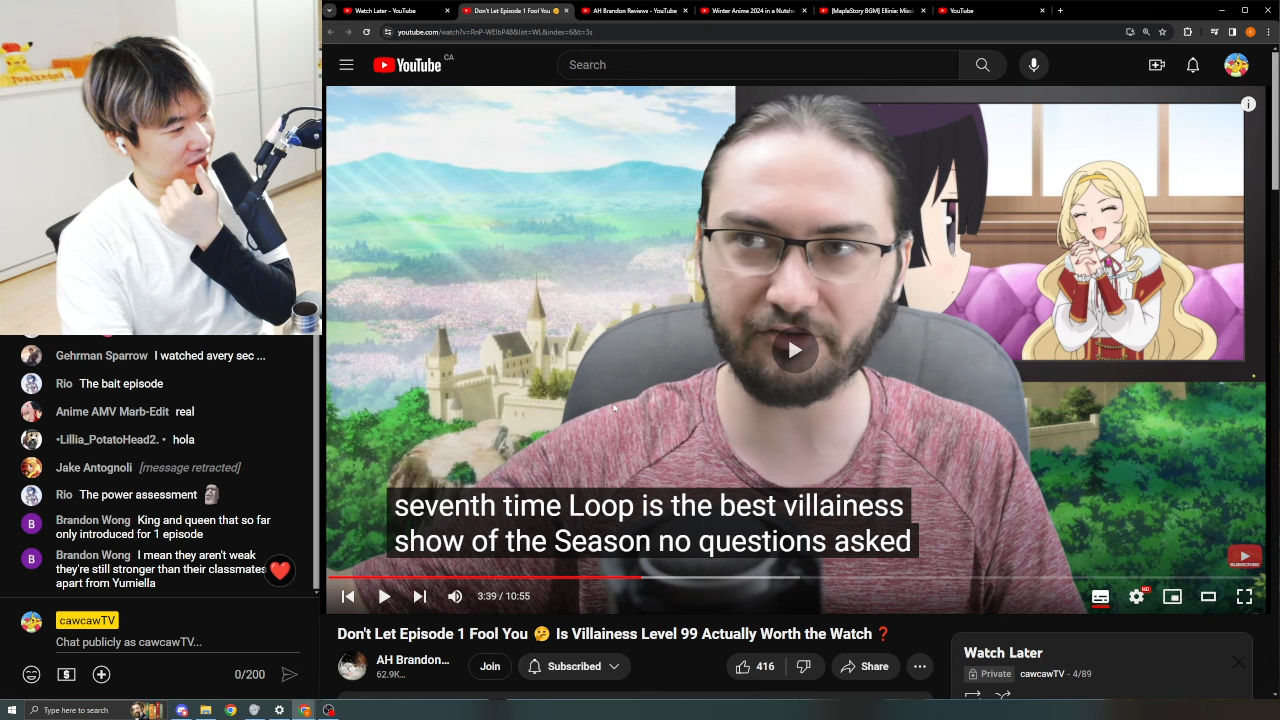 Watch Later - YouTube
Don't Let Episode 1 Fool You
AH Brandon Reviews - YouTube
Winter Anime 2024 in a Nutsh
[MapleStory BGM] Ellinia: Miss
YouTube
youtube.com/watch?v=RnP-WEIbP48&list=WL&index=6&t=3s
YouTube CA
Search
TOBLERONE
Gehrman Sparrow I watched avery sec ...
Rio The bait episode
Anime AMV Marb-Edit real
•Lillia_PotatoHead2. • hola
Jake Antognoli [message retracted]
Rio The power assessment 🗿
B Brandon Wong King and queen that so far
only introduced for 1 episode
B Brandon Wong I mean they aren't weak
they're still stronger than their classmates
apart from Yumiella
cawcawTV
Chat publicly as cawcawTV...
0/200
seventh time Loop is the best villainess
show of the Season no questions asked
SUBSCRIBE
3:39 / 10:55
HD
Don't Let Episode 1 Fool You 🤔 Is Villainess Level 99 Actually Worth the Watch ❓
AH Brandon...
62.9K...
Join
Subscribed
416
Share
Watch Later
Private cawcawTV - 4/89
Type here to search